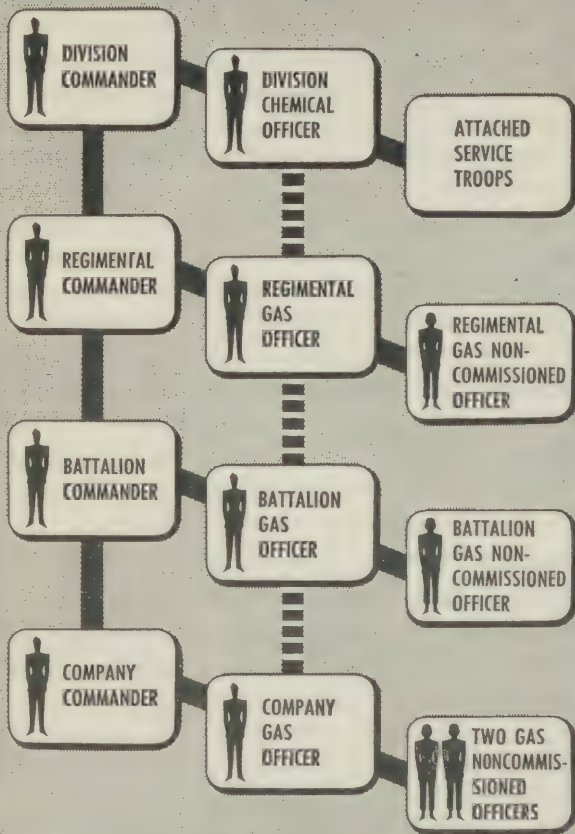 DIVISION
COMMANDER
DIVISION
CHEMICAL
OFFICER
ATTACHED
SERVICE
TROOPS
REGIMENTAL
COMMANDER
REGIMENTAL
GAS
OFFICER
REGIMENTAL
GAS NON-
COMMISSIONED
OFFICER
BATTALION
COMMANDER
BATTALION
GAS
OFFICER
BATTALION
GAS NON-
COMMISSIONED
OFFICER
COMPANY
COMMANDER
COMPANY
GAS
OFFICER
TWO GAS
NONCOMMIS-
SIONED
OFFICERS